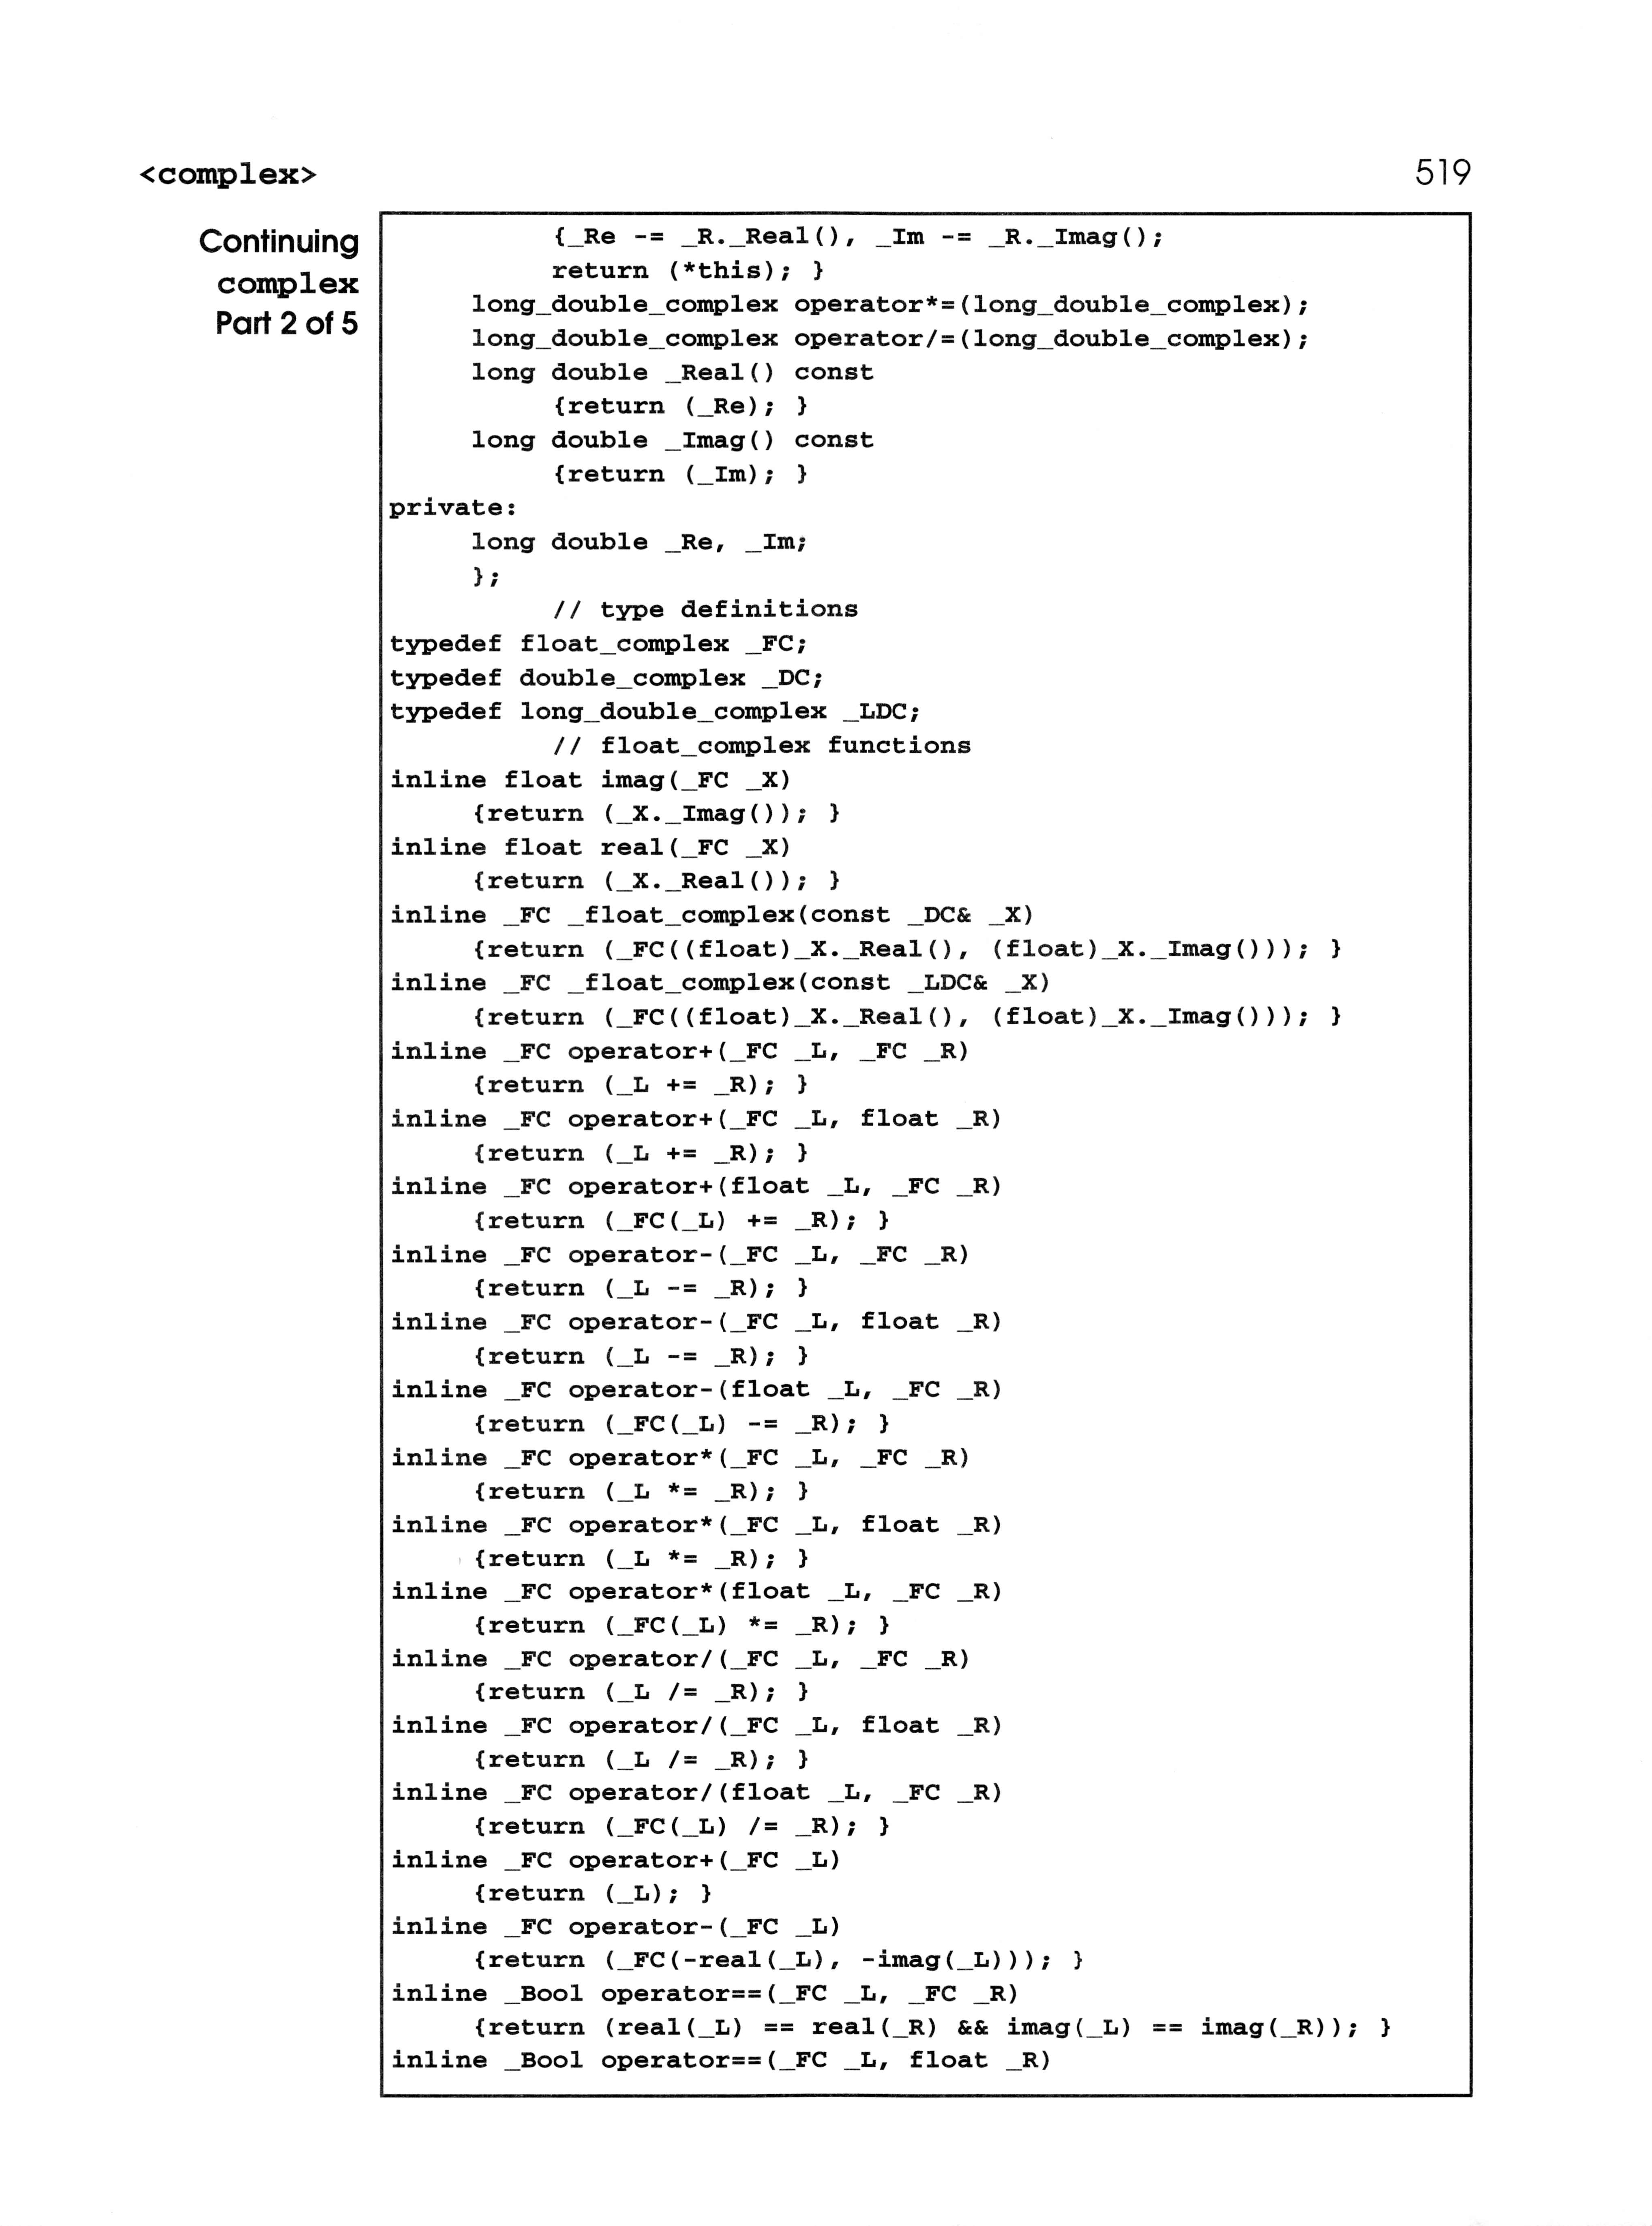 <complex>
519
Continuing
complex
Part 2 of 5
{_Re -= _R._Real(), _Im -= _R._Imag();
return (*this); }
long_double_complex operator*=(long_double_complex);
long_double_complex operator/=(long_double_complex);
long double _Real() const
{return (_Re); }
long double _Imag() const
{return (_Im); }
private:
long double _Re, _Im;
};
// type definitions
typedef float_complex _FC;
typedef double_complex _DC;
typedef long_double_complex _LDC;
// float_complex functions
inline float imag(_FC _X)
{return (_X._Imag()); }
inline float real(_FC _X)
{return (_X._Real()); }
inline _FC _float_complex(const _DC& _X)
{return (_FC((float)_X._Real(), (float)_X._Imag())); }
inline _FC _float_complex(const _LDC& _X)
{return (_FC((float)_X._Real(), (float)_X._Imag())); }
inline _FC operator+(_FC _L, _FC _R)
{return (_L += _R); }
inline _FC operator+(_FC _L, float _R)
{return (_L += _R); }
inline _FC operator+(float _L, _FC _R)
{return (_FC(_L) += _R); }
inline _FC operator-(_FC _L, _FC _R)
{return (_L -= _R); }
inline _FC operator-(_FC _L, float _R)
{return (_L -= _R); }
inline _FC operator-(float _L, _FC _R)
{return (_FC(_L) -= _R); }
inline _FC operator*(_FC _L, _FC _R)
{return (_L *= _R); }
inline _FC operator*(_FC _L, float _R)
{return (_L *= _R); }
inline _FC operator*(float _L, _FC _R)
{return (_FC(_L) *= _R); }
inline _FC operator/(_FC _L, _FC _R)
{return (_L /= _R); }
inline _FC operator/(_FC _L, float _R)
{return (_L /= _R); }
inline _FC operator/(float _L, _FC _R)
{return (_FC(_L) /= _R); }
inline _FC operator+(_FC _L)
{return (_L); }
inline _FC operator-(_FC _L)
{return (_FC(-real(_L), -imag(_L))); }
inline _Bool operator==(_FC _L, _FC _R)
{return (real(_L) == real(_R) && imag(_L) == imag(_R)); }
inline _Bool operator==(_FC _L, float _R)